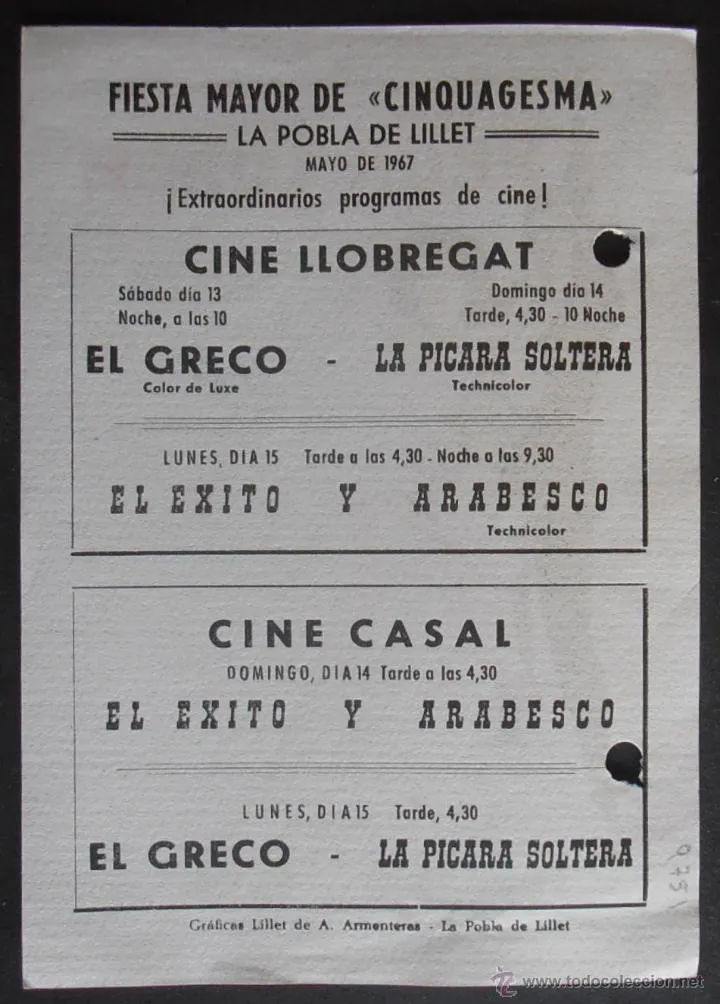 FIESTA MAYOR DE «CINQUAGESMA»
LA POBLA DE LILLET
MAYO DE 1967
¡Extraordinarios programas de cine!
CINE LLOBREGAT
Sábado día 13
Noche, a las 10
Domingo día 14
Tarde, 4,30 - 10 Noche
EL GRECO - LA PICARA SOLTERA
Color de Luxe
Technicolor
LUNES, DIA 15 Tarde a las 4,30 - Noche a las 9,30
EL EXITO Y ARABESCO
Technicolor
CINE CASAL
DOMINGO, DIA 14 Tarde a las 4,30
EL EXITO Y ARABESCO
LUNES, DIA 15 Tarde, 4,30
EL GRECO - LA PICARA SOLTERA
Gráficas Lillet de A. Armenteras - La Pobla de Lillet
www.todocoleccion.net